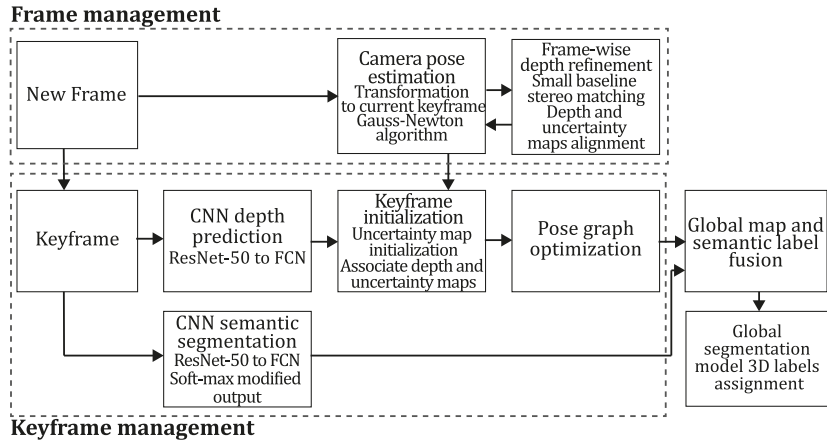 Frame management
New Frame
Camera pose
estimation
Transformation
to current keyframe
Gauss-Newton
algorithm
Frame-wise
depth refinement
Small baseline
stereo matching
Depth and
uncertainty
maps alignment
Keyframe
CNN depth
prediction
ResNet-50 to FCN
Keyframe
initialization
Uncertainty map
initialization
Associate depth and
uncertainty maps
Pose graph
optimization
Global map and
semantic label
fusion
CNN semantic
segmentation
ResNet-50 to FCN
Soft-max modified
output
Global
segmentation
model 3D labels
assignment
Keyframe management